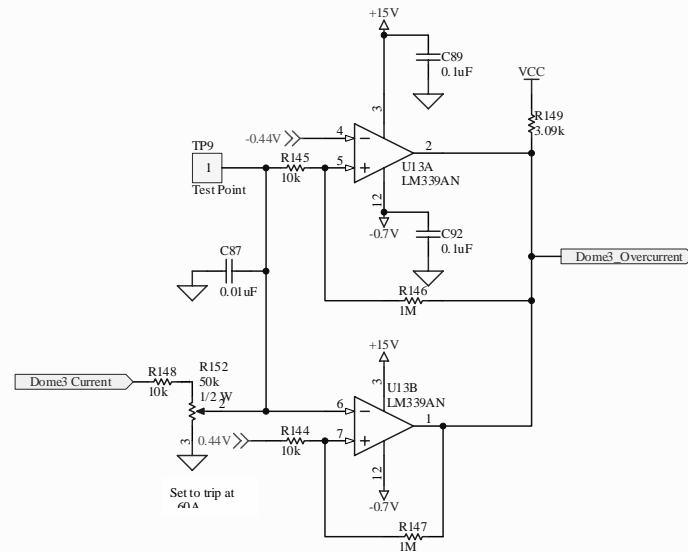 +15V
C89
0.1uF
VCC
3
R149
3.09k
-0.44V
4
2
TP9
1
Test Point
R145
10k
5
U13A
LM339AN
12
-0.7V
C92
0.1uF
C87
0.01uF
Dome3_Overcurrent
R146
1M
+15V
3
U13B
LM339AN
Dome3 Current
R148
10k
R152
50k
1/2 W
2
3
6
1
0.44V
R144
10k
7
12
-0.7V
Set to trip at
60A
R147
1M